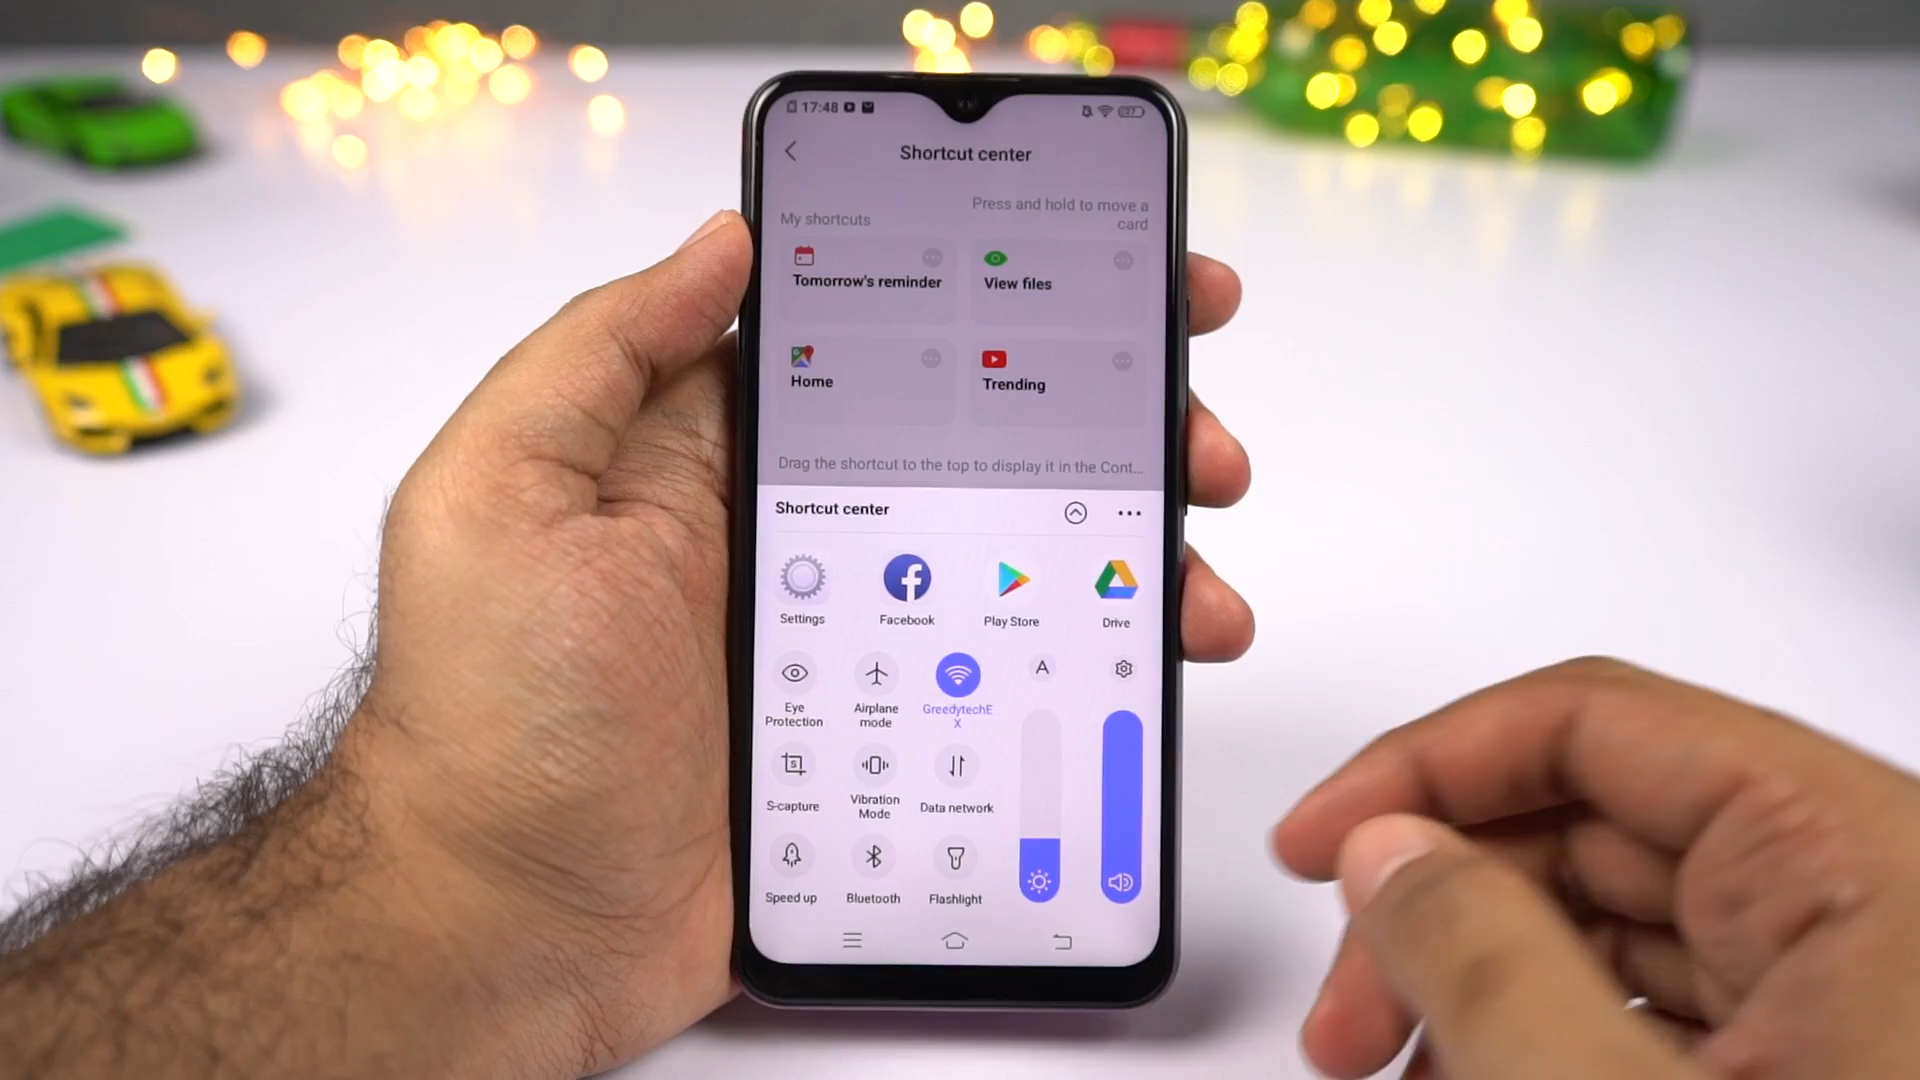 17:48
27
Shortcut center
Press and hold to move a
card
My shortcuts
Tomorrow's reminder
View files
Home
Trending
Drag the shortcut to the top to display it in the Cont...
Shortcut center
Settings
Facebook
Play Store
Drive
A
Eye
Protection
Airplane
mode
GreedytechE
X
S
S-capture
Vibration
Mode
Data network
Speed up
Bluetooth
Flashlight